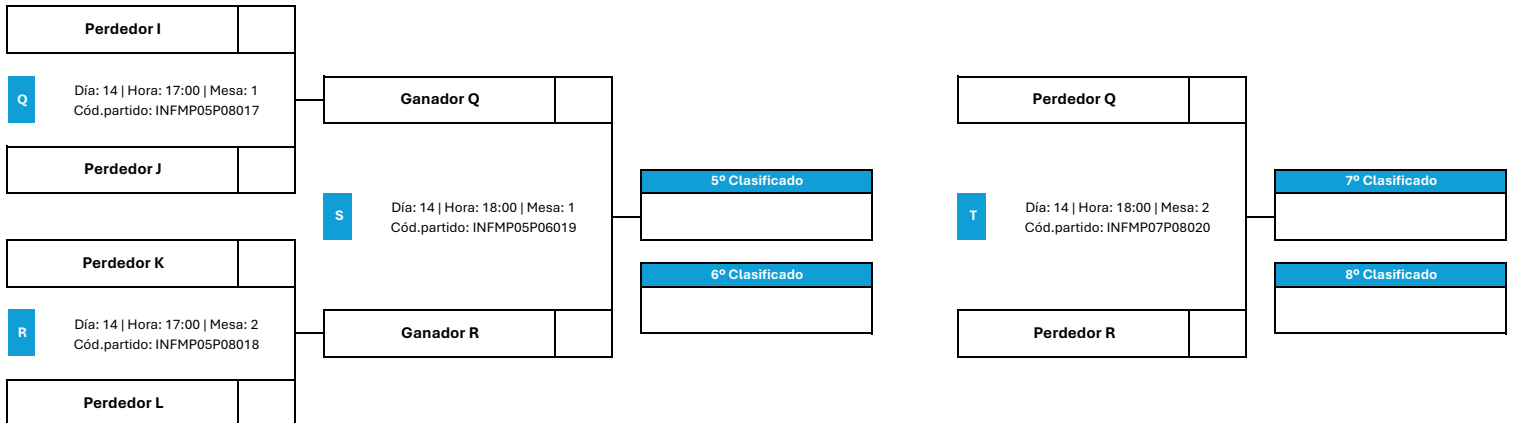 Perdedor I
Q
Día: 14 | Hora: 17:00 | Mesa: 1
Cód.partido: INFMP05P08017
Perdedor J
Perdedor K
R
Día: 14 | Hora: 17:00 | Mesa: 2
Cód.partido: INFMP05P08018
Perdedor L
Ganador Q
S
Día: 14 | Hora: 18:00 | Mesa: 1
Cód.partido: INFMP05P06019
Ganador R
5º Clasificado
6º Clasificado
Perdedor Q
T
Día: 14 | Hora: 18:00 | Mesa: 2
Cód.partido: INFMP07P08020
Perdedor R
7º Clasificado
8º Clasificado